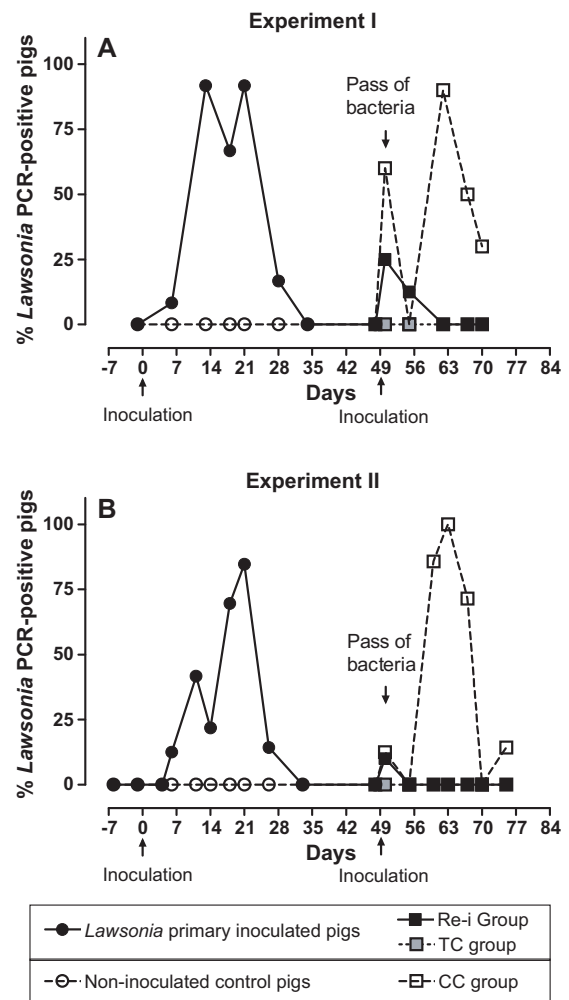 Experiment I
A
% Lawsonia PCR-positive pigs
100
75
50
25
0
Pass of
bacteria
-7 0 7 14 21 28 35 42 49 56 63 70 77 84
Days
Inoculation
Inoculation
Experiment II
B
% Lawsonia PCR-positive pigs
100
75
50
25
0
Pass of
bacteria
-7 0 7 14 21 28 35 42 49 56 63 70 77 84
Days
Inoculation
Inoculation
Lawsonia primary inoculated pigs
Re-i Group
TC group
Non-inoculated control pigs
CC group